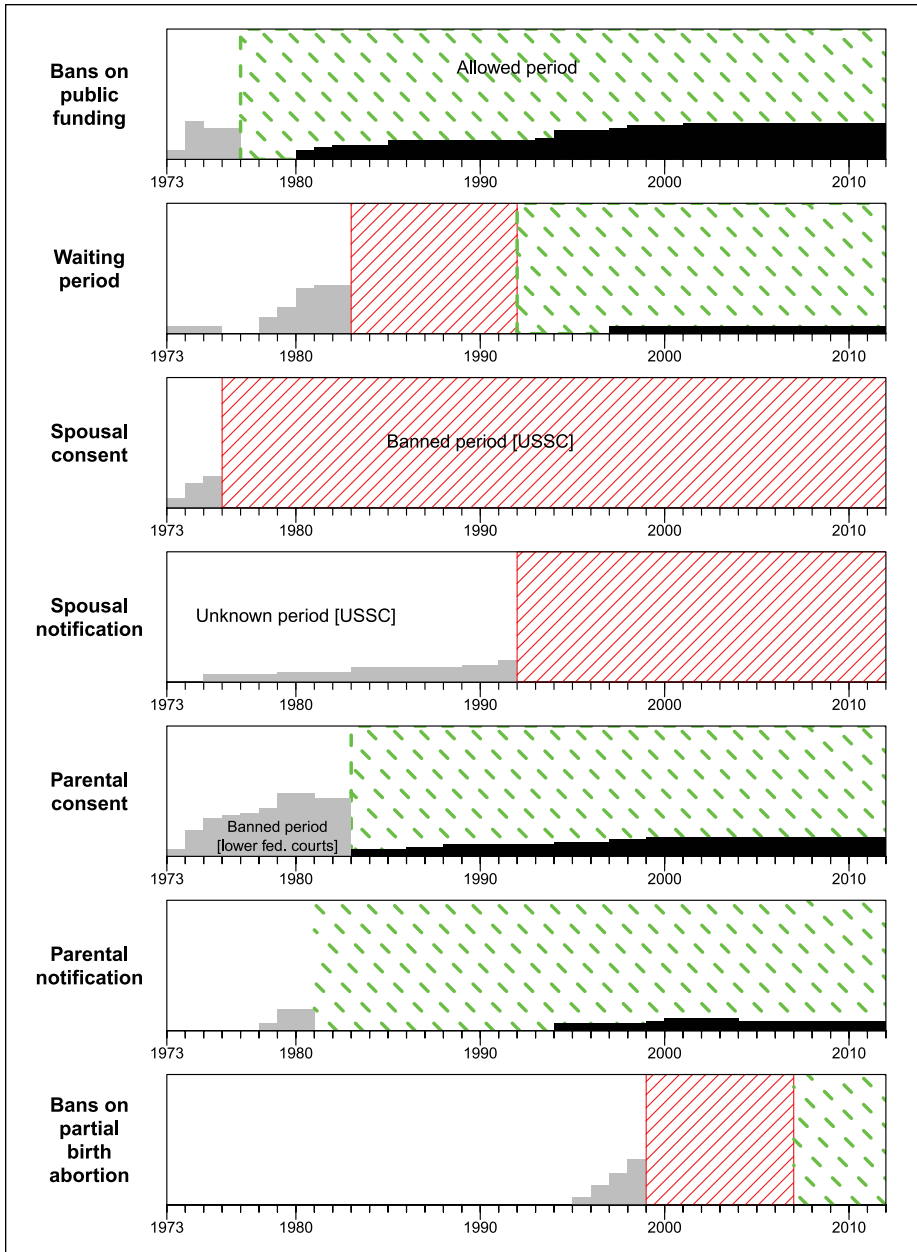 Bans on
public
funding
Allowed period
1973 1980 1990 2000 2010
Waiting
period
1973 1980 1990 2000 2010
Spousal
consent
Banned period [USSC]
1973 1980 1990 2000 2010
Spousal
notification
Unknown period [USSC]
1973 1980 1990 2000 2010
Parental
consent
Banned period
[lower fed. courts]
1973 1980 1990 2000 2010
Parental
notification
1973 1980 1990 2000 2010
Bans on
partial
birth
abortion
1973 1980 1990 2000 2010